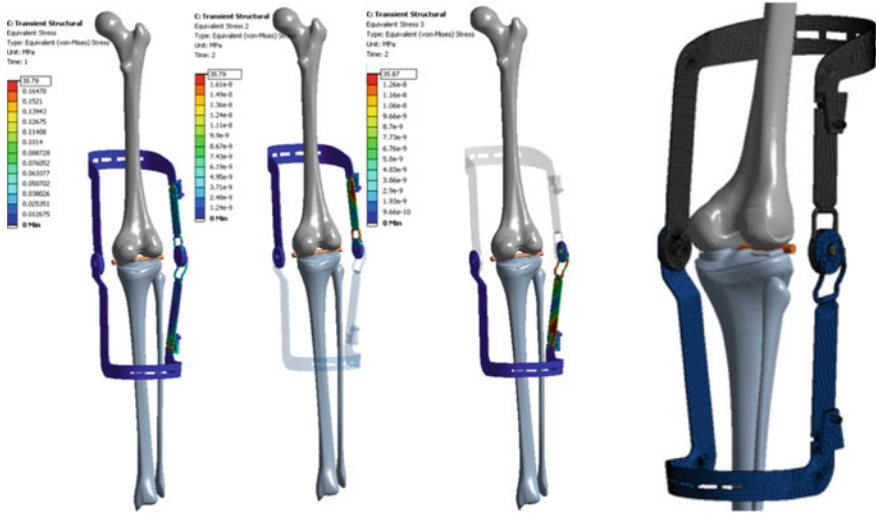 C: Transient Structural
Equivalent Stress
Type: Equivalent (von-Mises) Stress
Unit: MPa
Time: 1
35.79
0.16478
0.1521
0.13943
0.12675
0.11408
0.1014
0.088728
0.076052
0.063377
0.050702
0.038026
0.025351
0.012675
0 Min
C: Transient Structural
Equivalent Stress 2
Type: Equivalent (von-Mises) St
Unit: MPa
Time: 2
35.79
1.61e-8
1.49e-8
1.36e-8
1.24e-8
1.11e-8
9.9e-9
8.67e-9
7.43e-9
6.19e-9
4.95e-9
3.71e-9
2.48e-9
1.24e-9
0 Min
C: Transient Structural
Equivalent Stress 3
Type: Equivalent (von-Mises) Stress
Unit: MPa
Time: 2
35.67
1.26e-8
1.16e-8
1.06e-8
9.66e-9
8.7e-9
7.73e-9
6.76e-9
5.8e-9
4.83e-9
3.86e-9
2.9e-9
1.93e-9
9.66e-10
0 Min